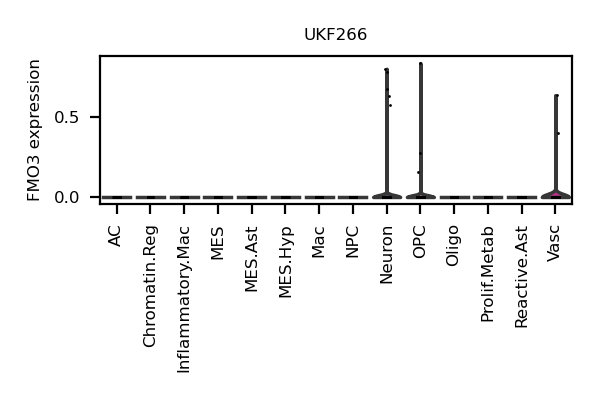 UKF266
FMO3 expression
0.5
0.0
AC
Chromatin.Reg
Inflammatory.Mac
MES
MES.Ast
MES.Hyp
Mac
NPC
Neuron
OPC
Oligo
Prolif.Metab
Reactive.Ast
Vasc